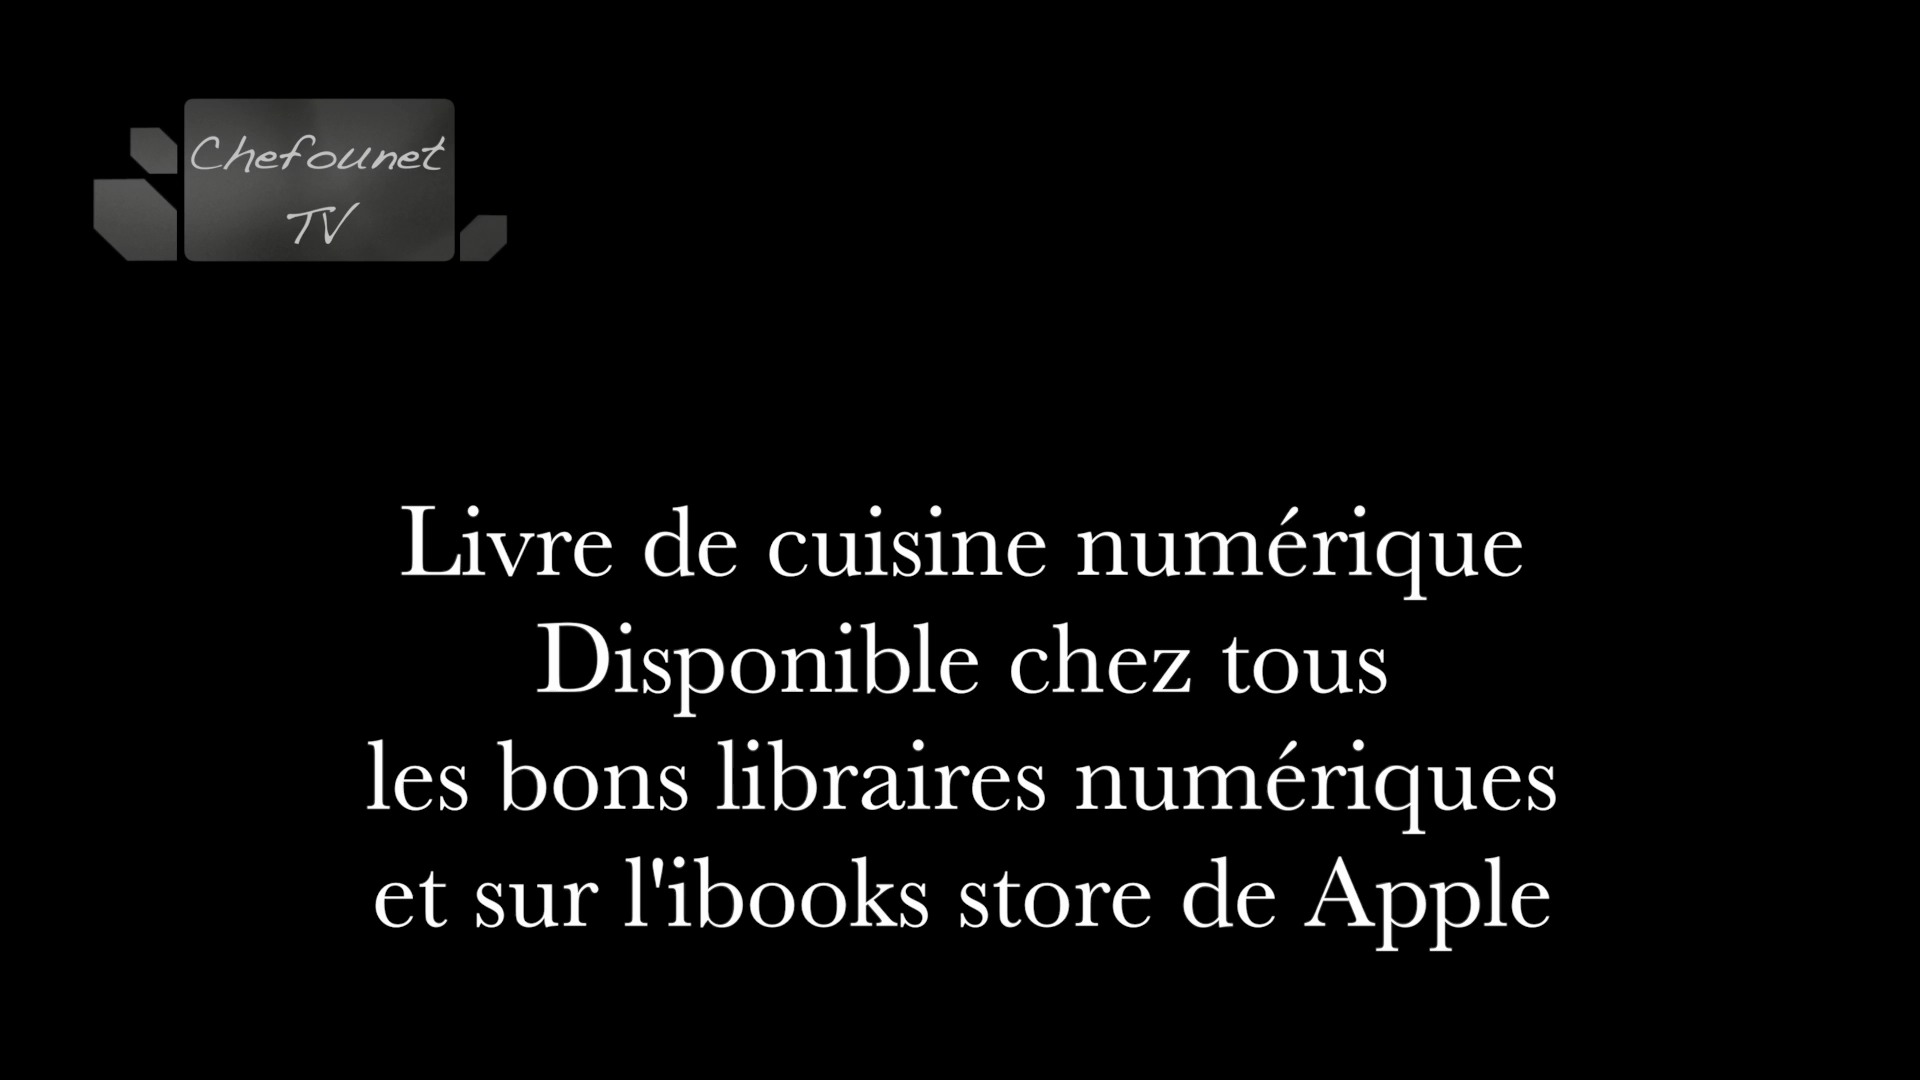 Chefounet
TV
Livre de cuisine numérique
Disponible chez tous
les bons libraires numériques
et sur l'ibooks store de Apple